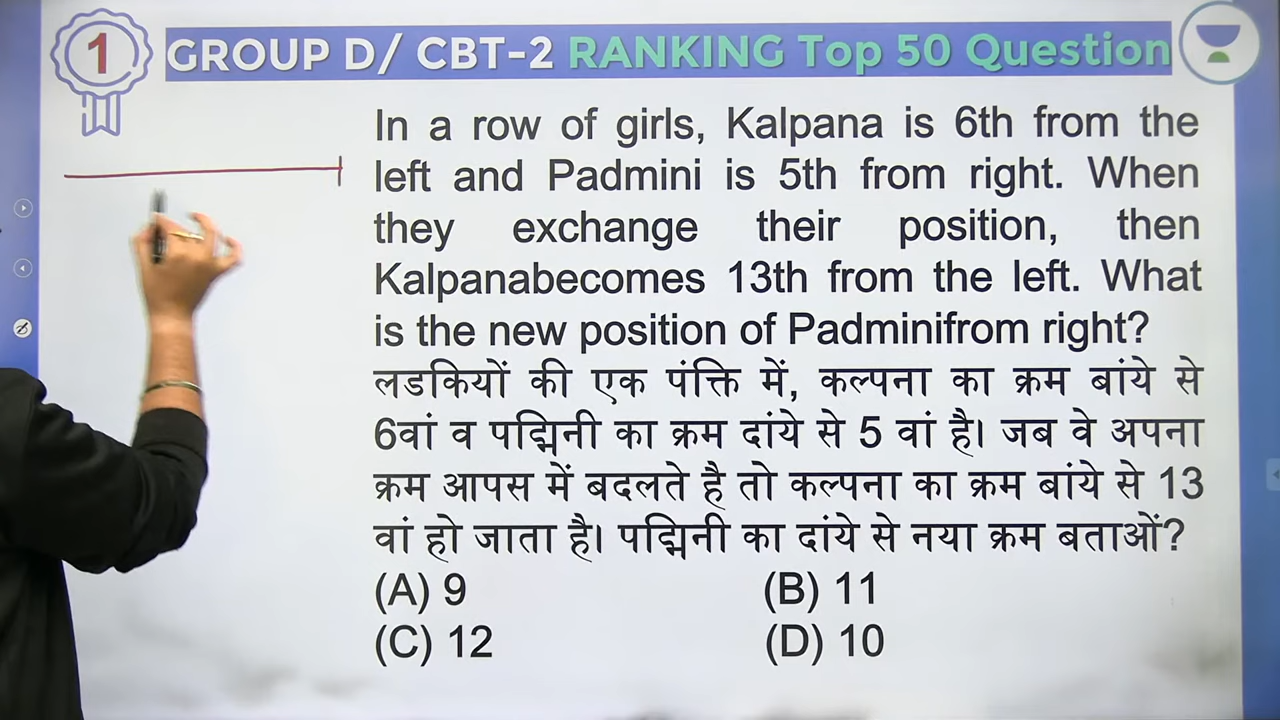 1
GROUP D/ CBT-2 RANKING Top 50 Question
In a row of girls, Kalpana is 6th from the
left and Padmini is 5th from right. When
they exchange their position, then
Kalpanabecomes 13th from the left. What
is the new position of Padminifrom right?
लडकियों की एक पंक्ति में, कल्पना का क्रम बांये से
6वां व पद्मिनी का क्रम दांये से 5 वां है। जब वे अपना
क्रम आपस में बदलते है तो कल्पना का क्रम बांये से 13
वां हो जाता है। पद्मिनी का दांये से नया क्रम बताओं?
(A) 9 (B) 11
(C) 12 (D) 10